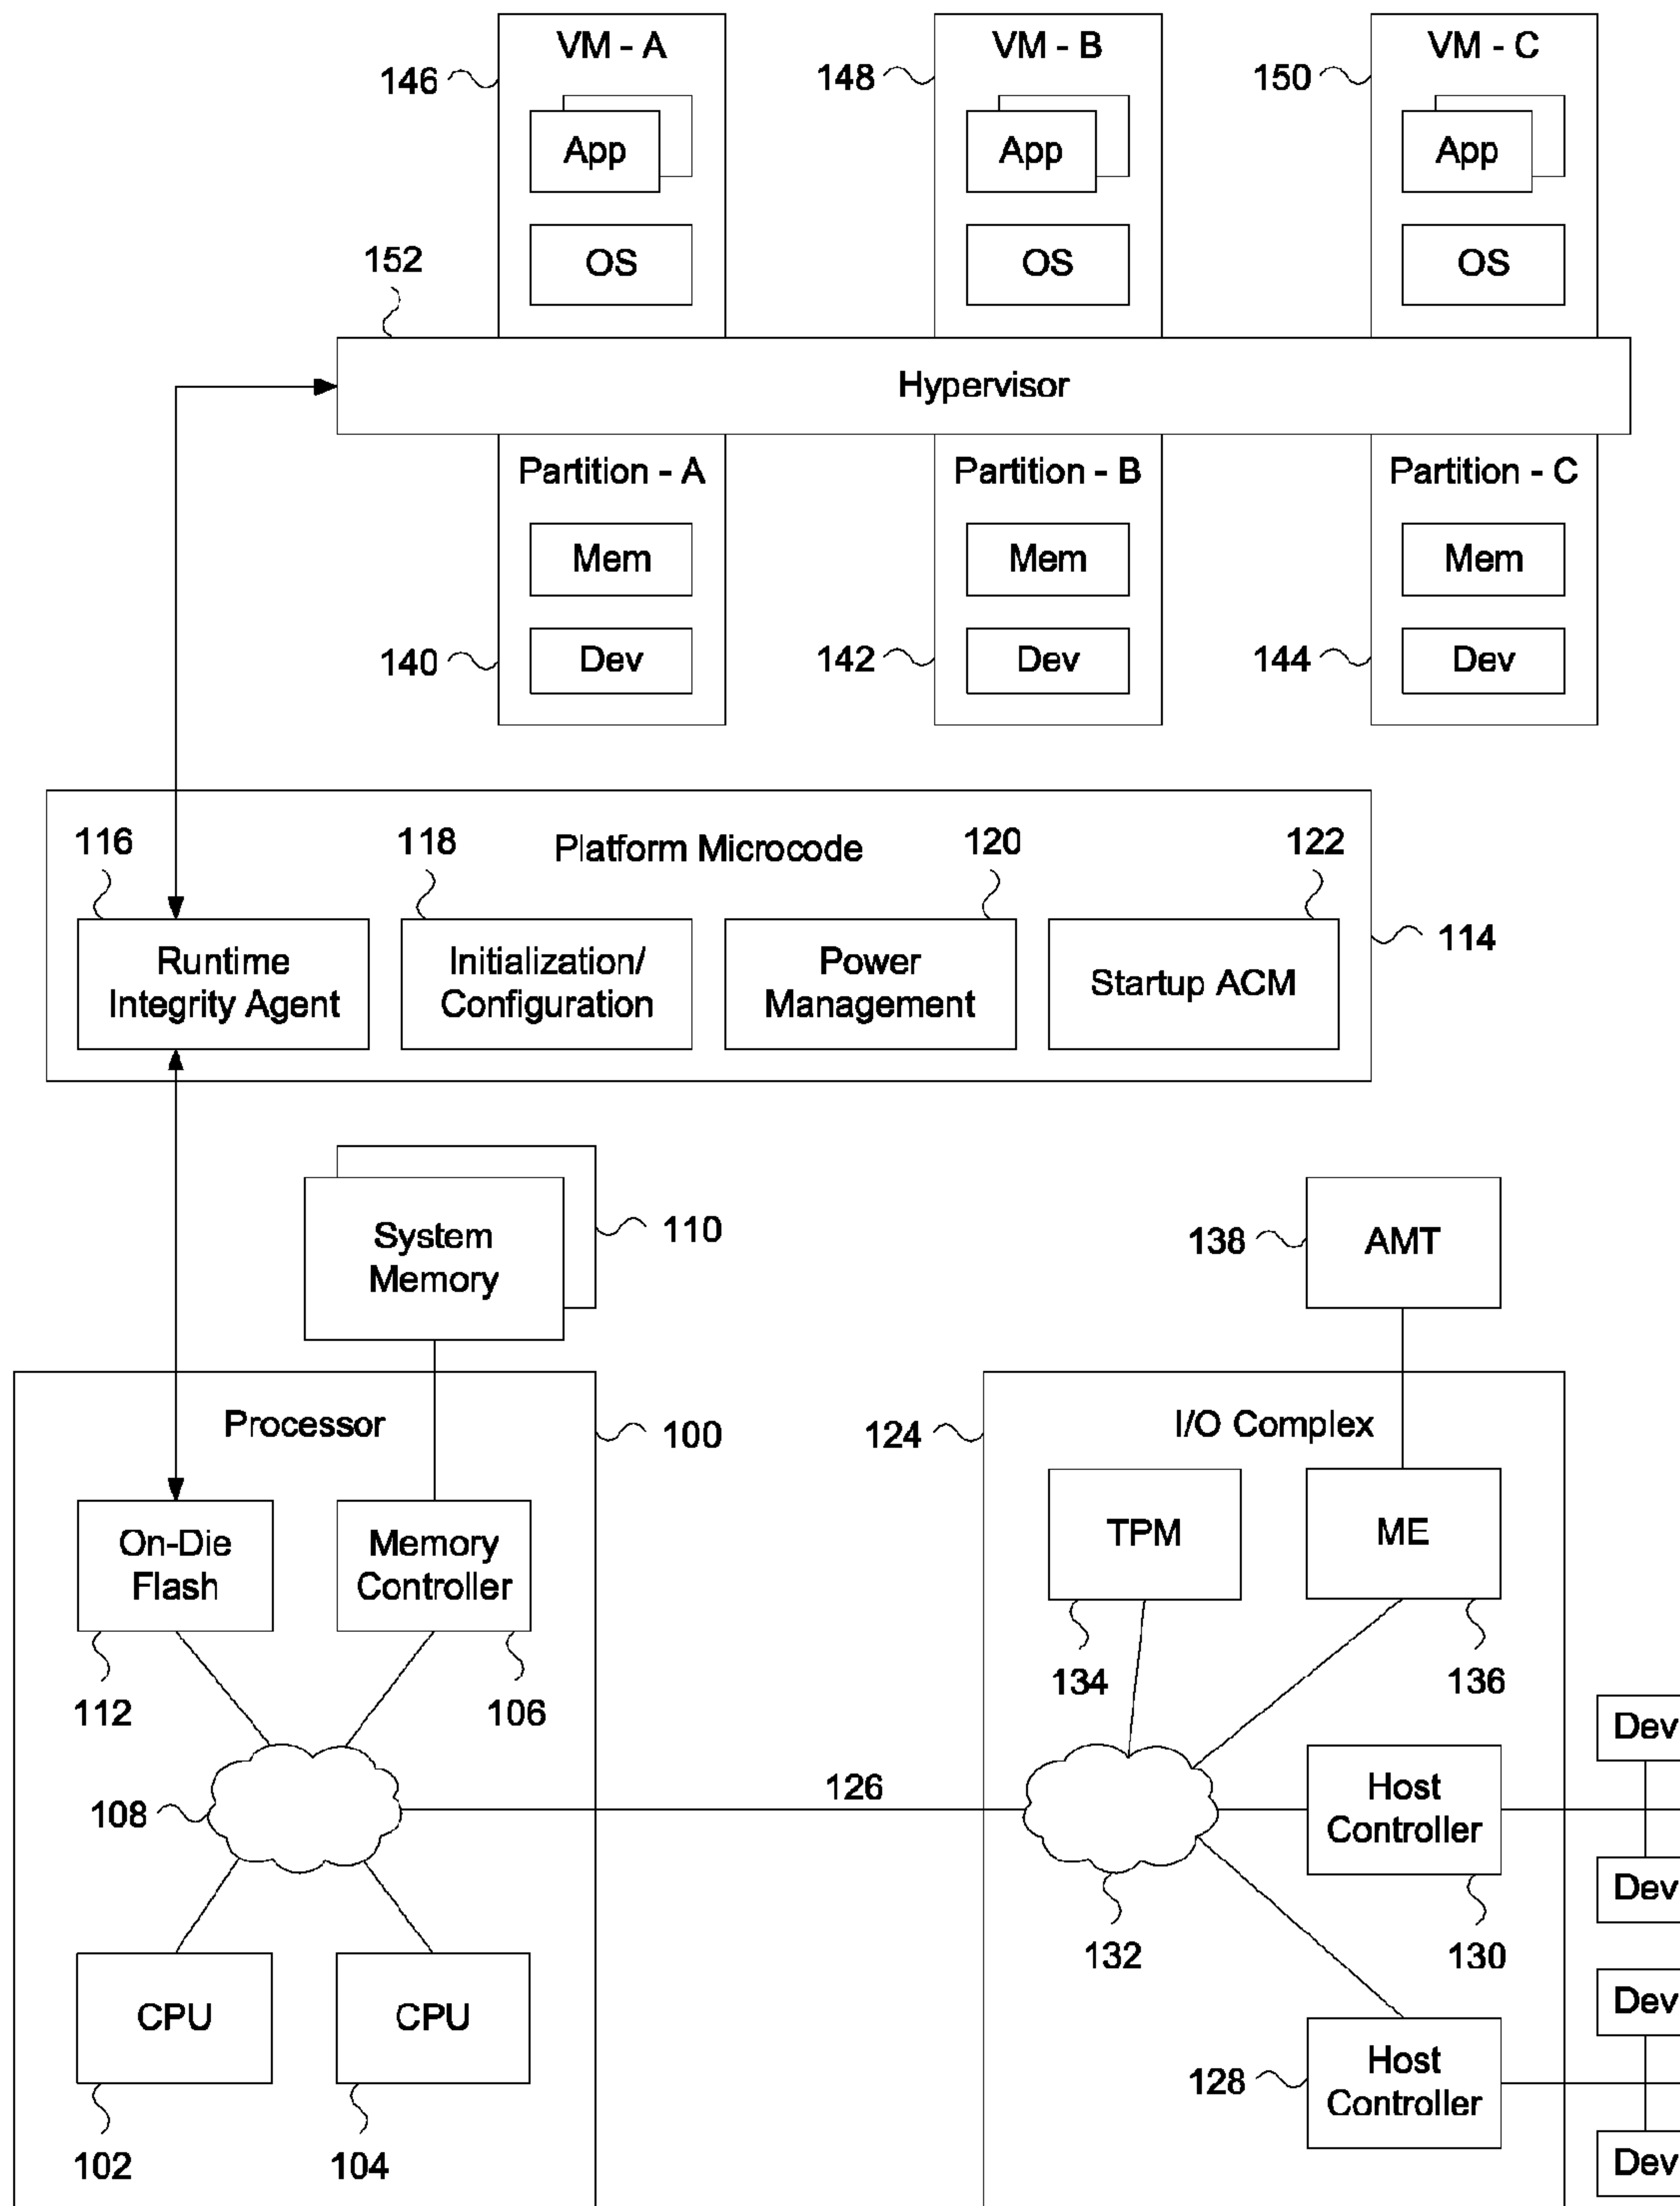 VM - A
VM - B
VM - C
146
148
150
App
App
App
152
OS
OS
OS
Hypervisor
Partition - A
Partition - B
Partition - C
Mem
Mem
Mem
140
Dev
142
Dev
144
Dev
116
118
Platform Microcode
120
122
114
Runtime
Integrity Agent
Initialization/
Configuration
Power
Management
Startup ACM
System
Memory
110
138
AMT
Processor
100
124
I/O Complex
On-Die
Flash
Memory
Controller
TPM
ME
112
106
134
136
Dev
108
126
Host
Controller
Dev
132
130
CPU
CPU
Dev
128
Host
Controller
102
104
Dev